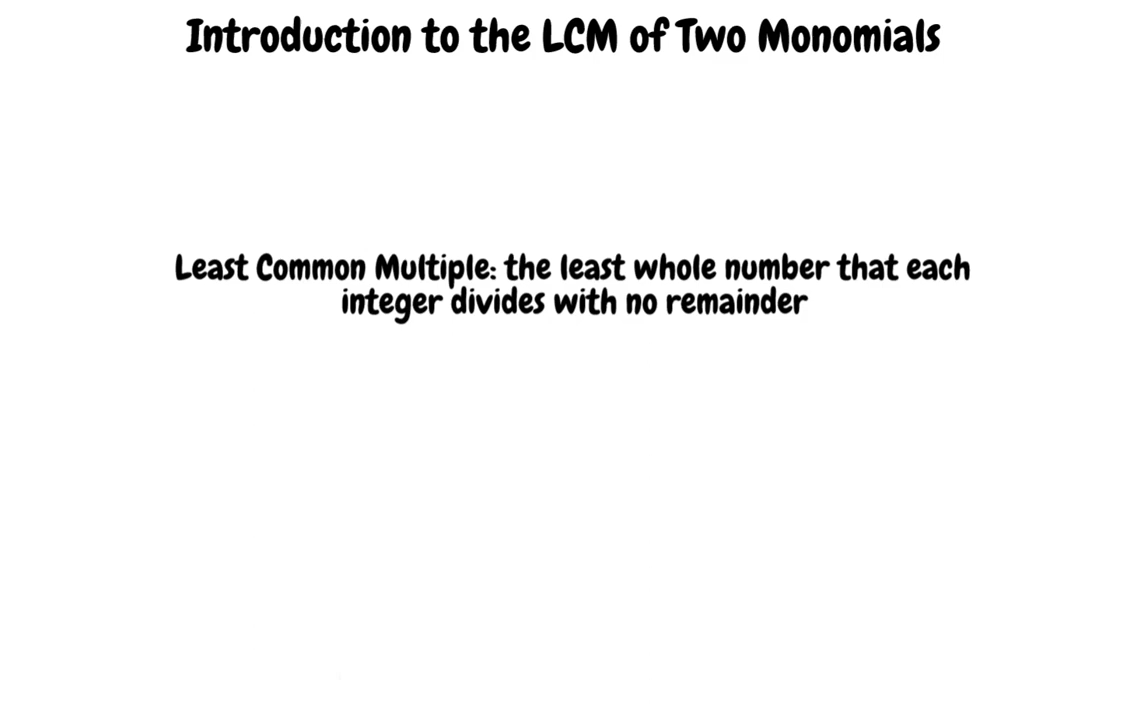 Introduction to the LCM of Two Monomials
Least Common Multiple: the least whole number that each
integer divides with no remainder